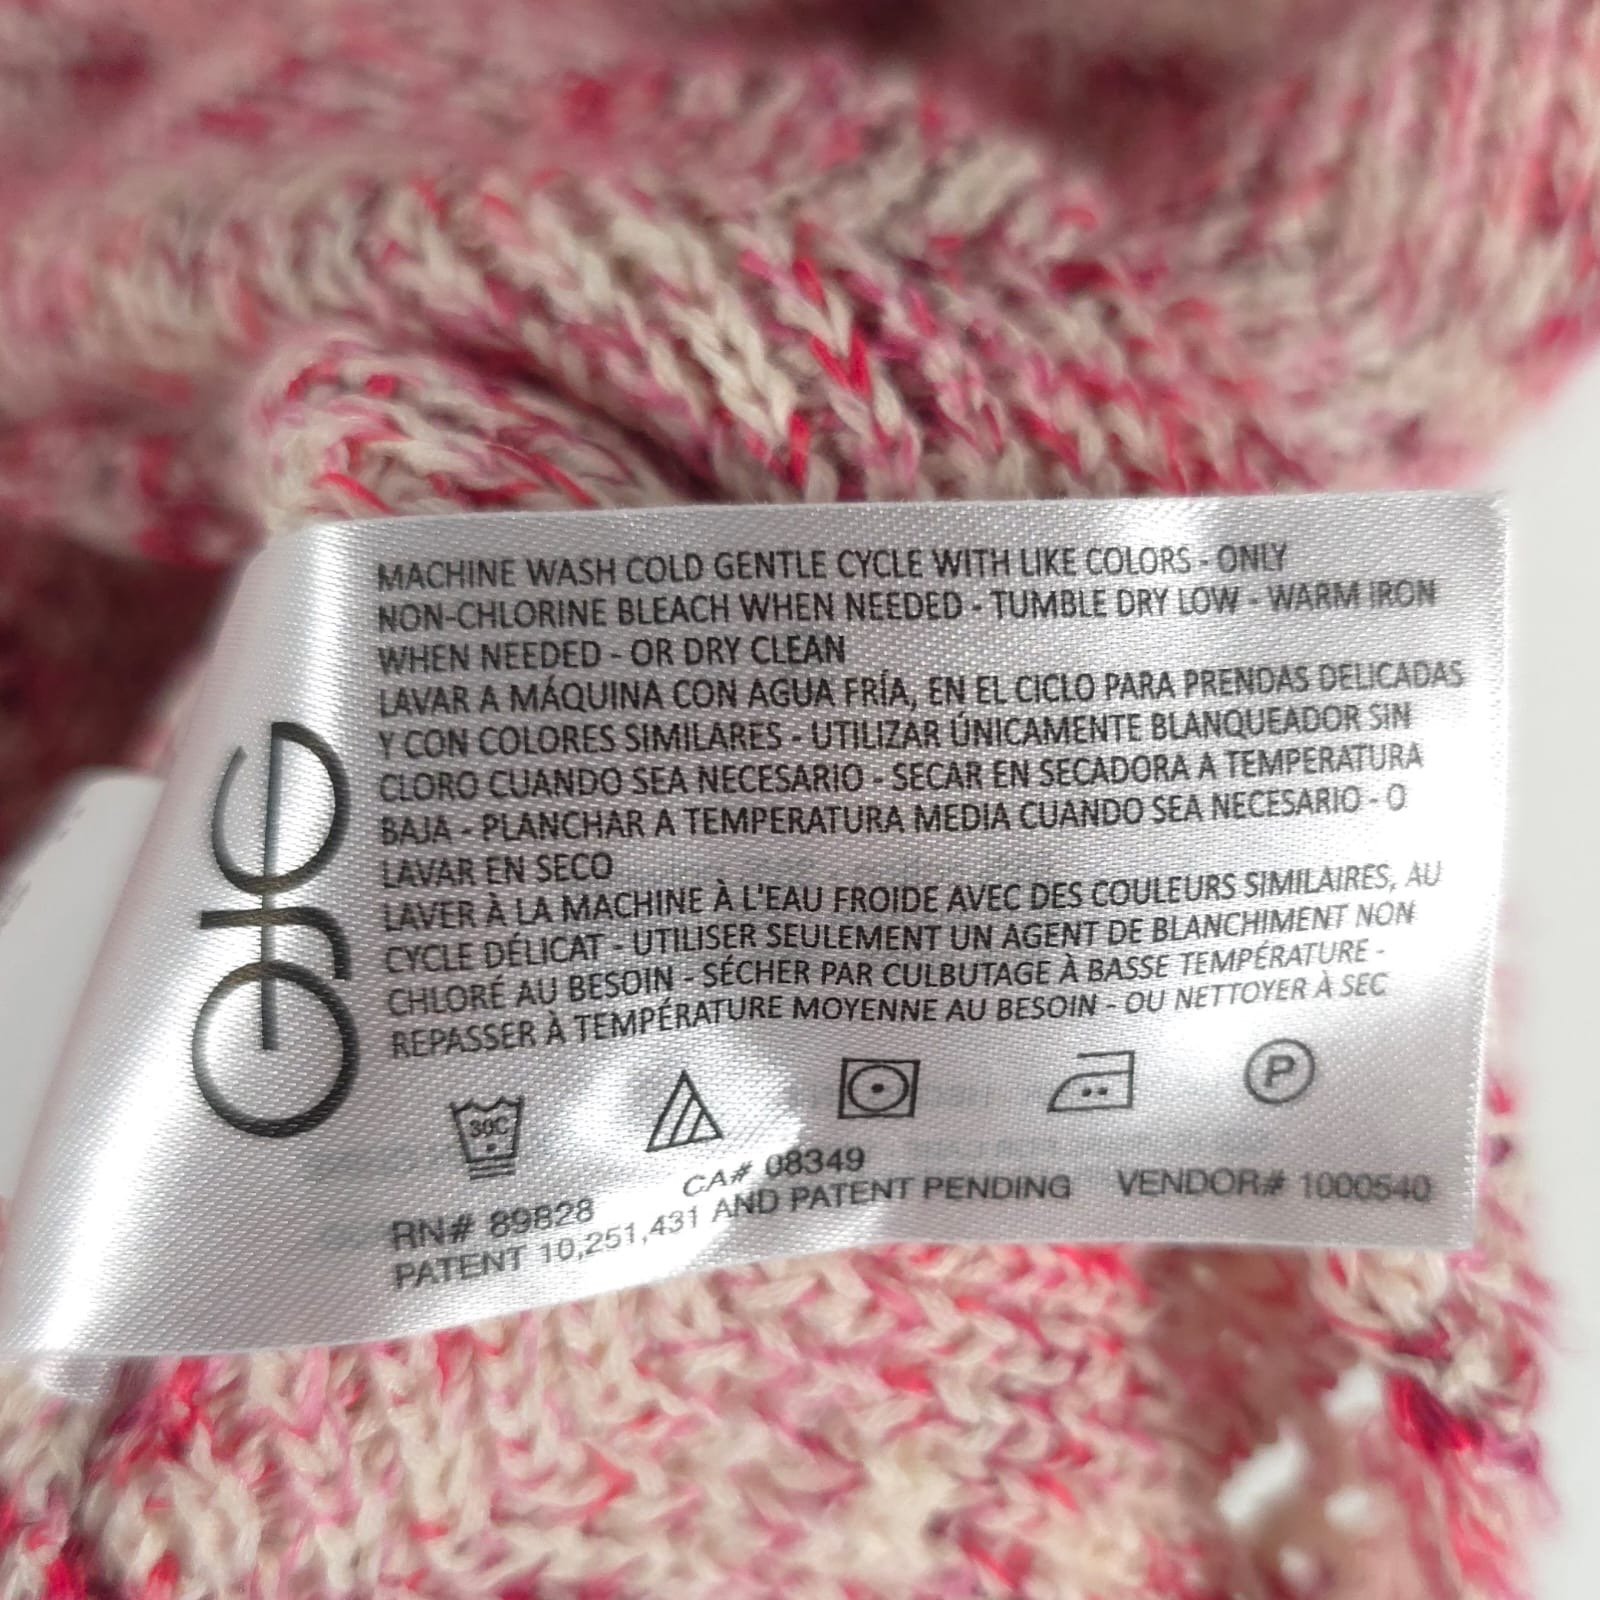 MACHINE WASH COLD GENTLE CYCLE WITH LIKE COLORS - ONLY
NON-CHLORINE BLEACH WHEN NEEDED - TUMBLE DRY LOW - WARM IRON
WHEN NEEDED - OR DRY CLEAN
LAVAR A MÁQUINA CON AGUA FRÍA, EN EL CICLO PARA PRENDAS DELICADAS
Y CON COLORES SIMILARES - UTILIZAR ÚNICAMENTE BLANQUEADOR SIN
CLORO CUANDO SEA NECESARIO - SECAR EN SECADORA A TEMPERATURA
BAJA - PLANCHAR A TEMPERATURA MEDIA CUANDO SEA NECESARIO - O
LAVAR EN SECO
LAVER À LA MACHINE À L'EAU FROIDE AVEC DES COULEURS SIMILAIRES, AU
CYCLE DÉLICAT - UTILISER SEULEMENT UN AGENT DE BLANCHIMENT NON
CHLORÉ AU BESOIN - SÉCHER PAR CULBUTAGE À BASSE TEMPÉRATURE -
REPASSER À TEMPÉRATURE MOYENNE AU BESOIN - OU NETTOYER À SEC
30C P
RN# 89828 CA# 08349
PATENT 10,251,431 AND PATENT PENDING VENDOR# 1000540